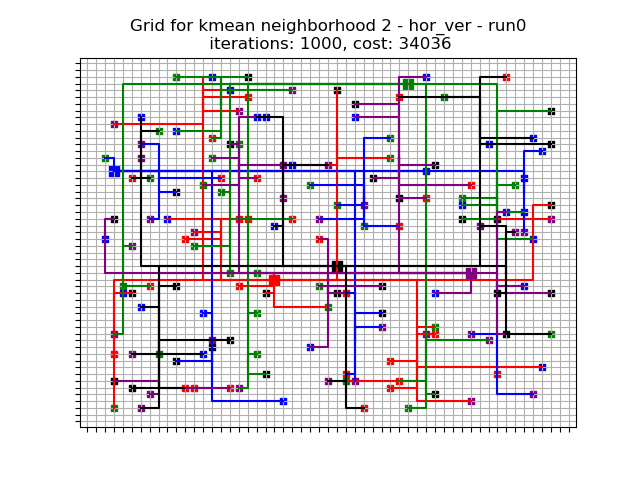 Grid for kmean neighborhood 2 - hor_ver - run0
iterations: 1000, cost: 34036